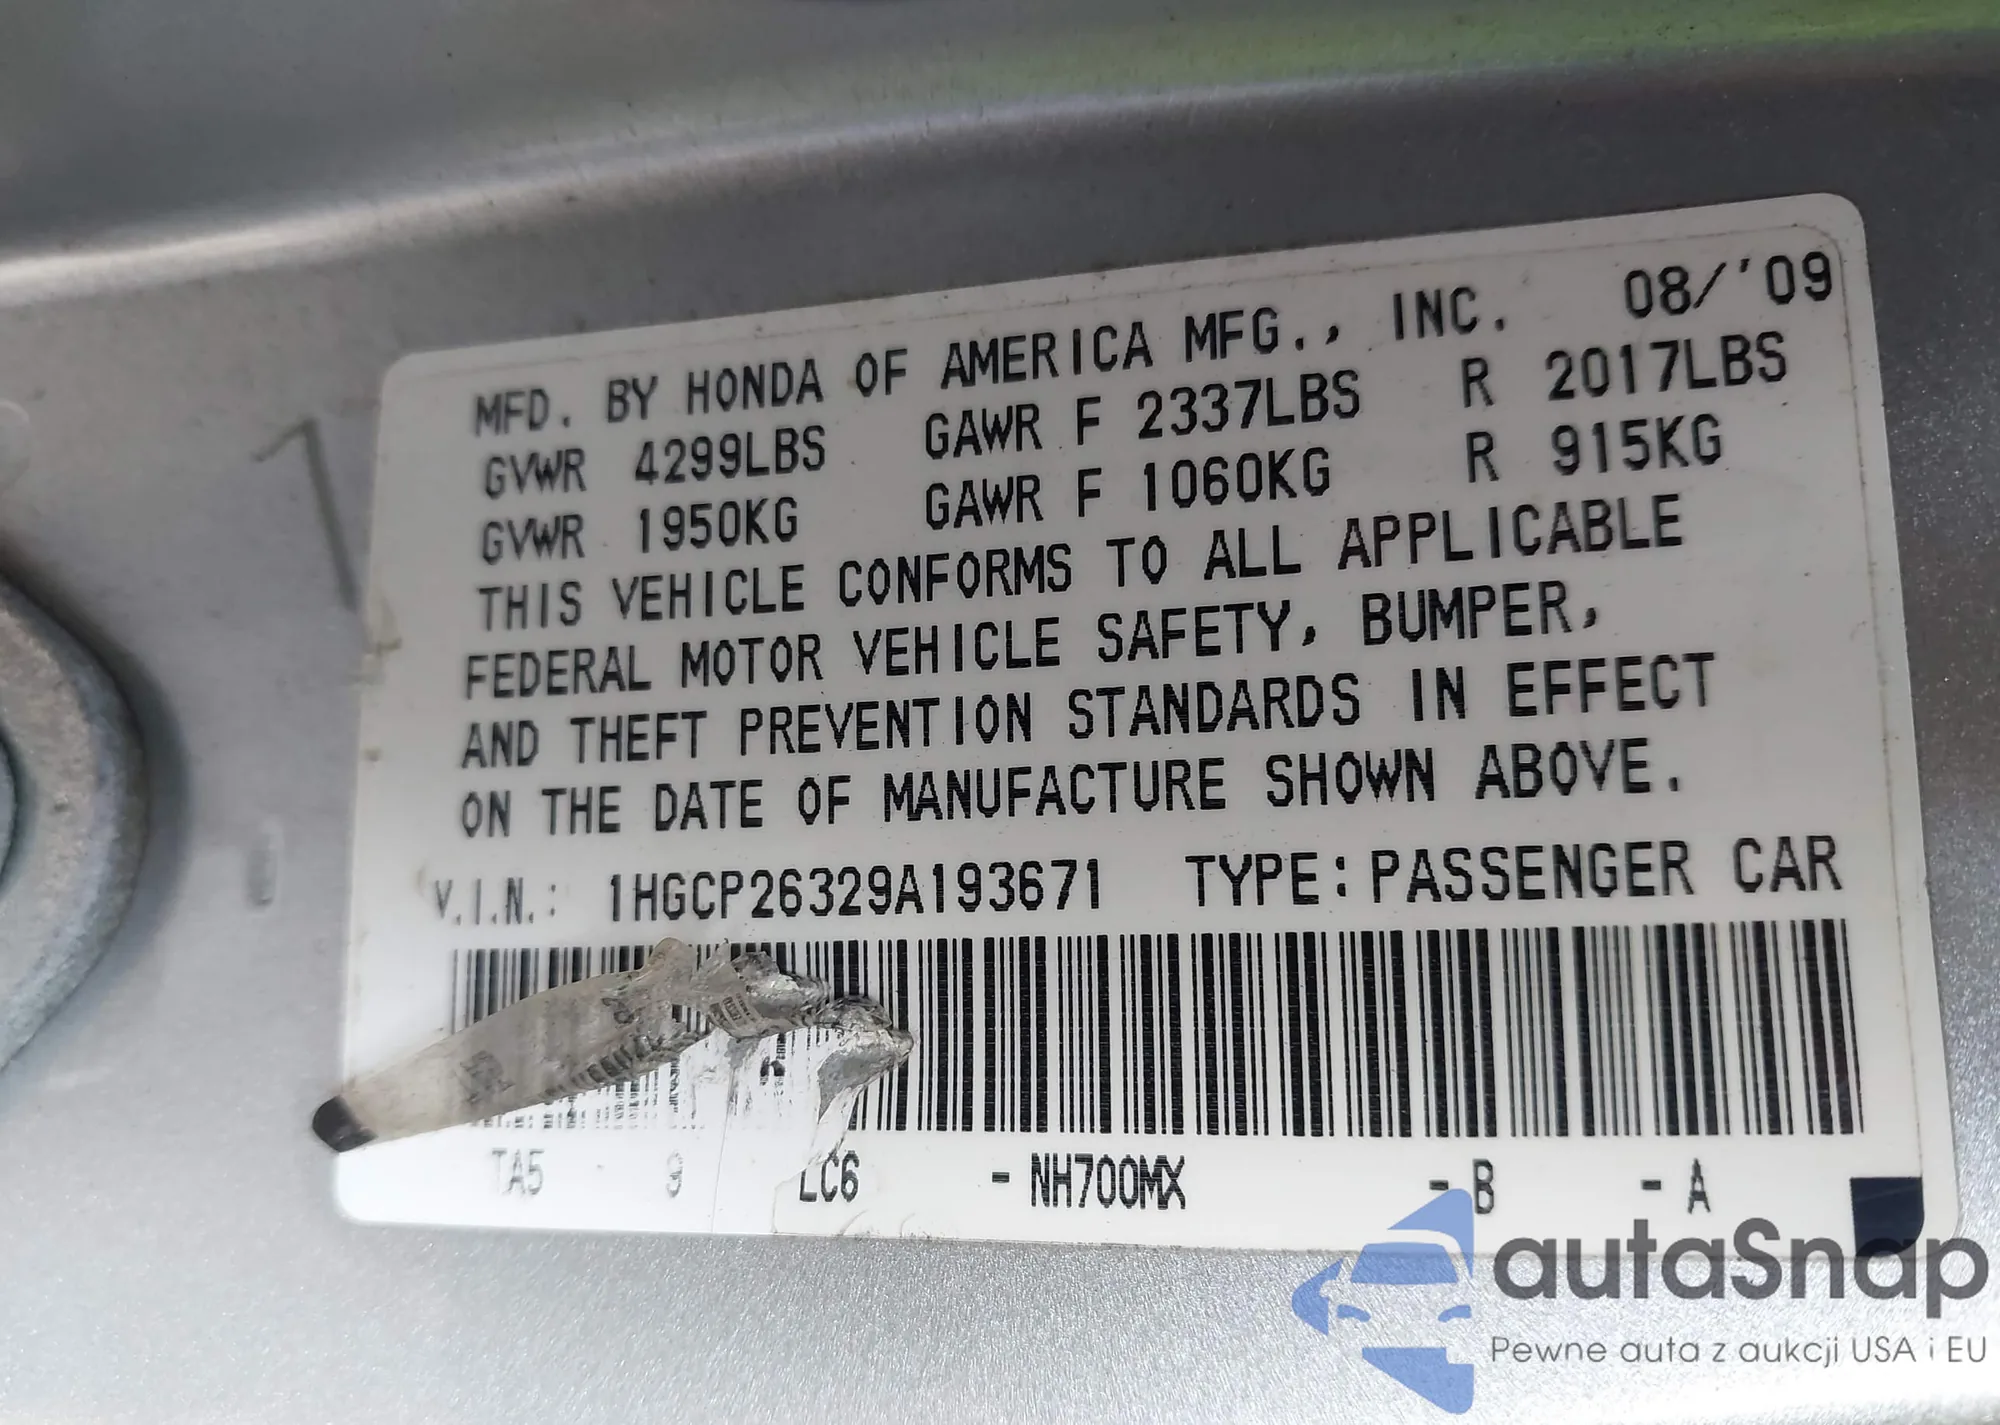 MFD. BY HONDA OF AMERICA MFG., INC. 08/'09
GVWR 4299LBS GAWR F 2337LBS R 2017LBS
GVWR 1950KG GAWR F 1060KG R 915KG
THIS VEHICLE CONFORMS TO ALL APPLICABLE
FEDERAL MOTOR VEHICLE SAFETY, BUMPER,
AND THEFT PREVENTION STANDARDS IN EFFECT
ON THE DATE OF MANUFACTURE SHOWN ABOVE.
V.I.N.: 1HGCP26329A193671 TYPE: PASSENGER CAR
TA5 - 9 LC6 - NH700MX - B - A
autaSnap
Pewne auta z aukcji USA i EU